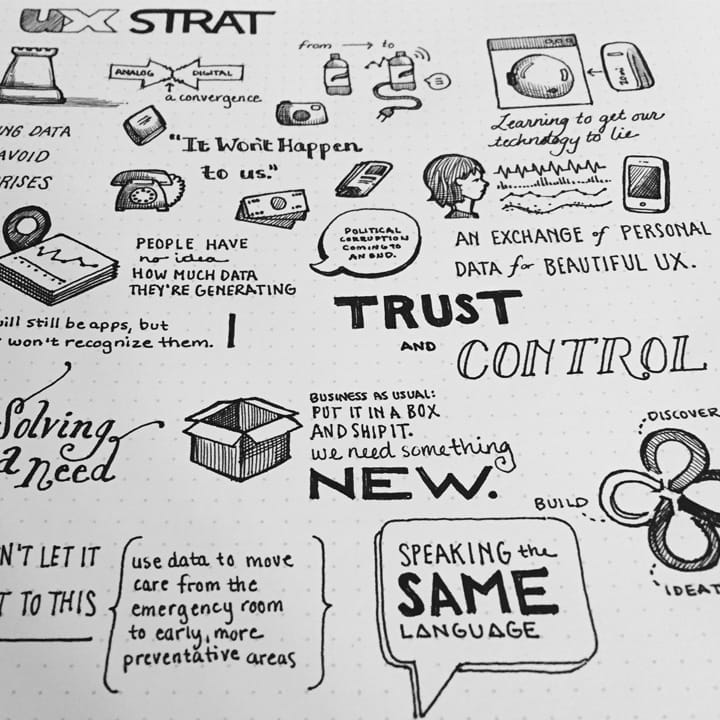 UX STRAT
ANALOG DIGITAL
a convergence
from to
Learning to get our
technology to lie
DATA
AVOID
"It Won't Happen
to us."
PEOPLE HAVE
no idea
HOW MUCH DATA
THEY'RE GENERATING
POLITICAL
CORRUPTION
COMING TO
AN END.
AN EXCHANGE of PERSONAL
DATA for BEAUTIFUL UX.
still be apps, but
won't recognize them.
TRUST
AND CONTROL
Solving
a need
BUSINESS AS USUAL:
PUT IT IN A BOX
AND SHIP IT.
we need something
NEW.
DISCOVER
BUILD
IDEAT
N'T LET IT
TO THIS
use data to move
care from the
emergency room
to early, more
preventative areas
SPEAKING the
SAME
LANGUAGE